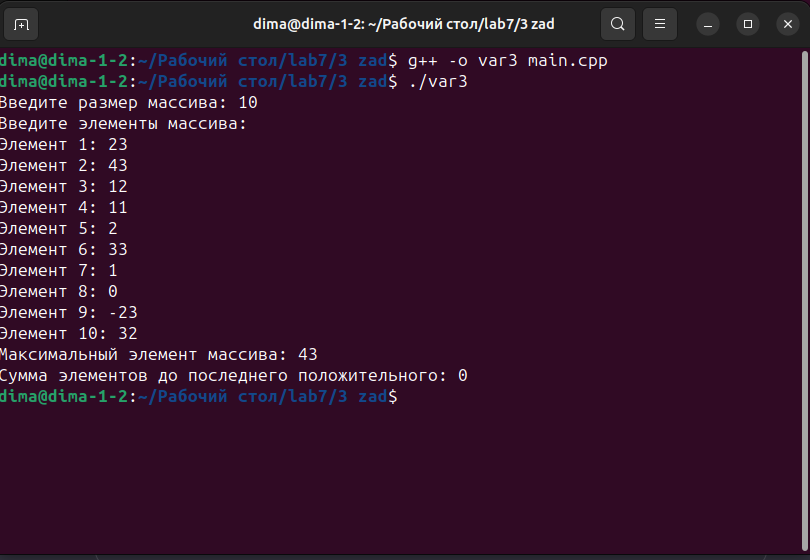 dima@dima-1-2: ~/Рабочий стол/lab7/3 zad
dima@dima-1-2:~/Рабочий стол/lab7/3 zad$ g++ -o var3 main.cpp
dima@dima-1-2:~/Рабочий стол/lab7/3 zad$ ./var3
Введите размер массива: 10
Введите элементы массива:
Элемент 1: 23
Элемент 2: 43
Элемент 3: 12
Элемент 4: 11
Элемент 5: 2
Элемент 6: 33
Элемент 7: 1
Элемент 8: 0
Элемент 9: -23
Элемент 10: 32
Максимальный элемент массива: 43
Сумма элементов до последнего положительного: 0
dima@dima-1-2:~/Рабочий стол/lab7/3 zad$